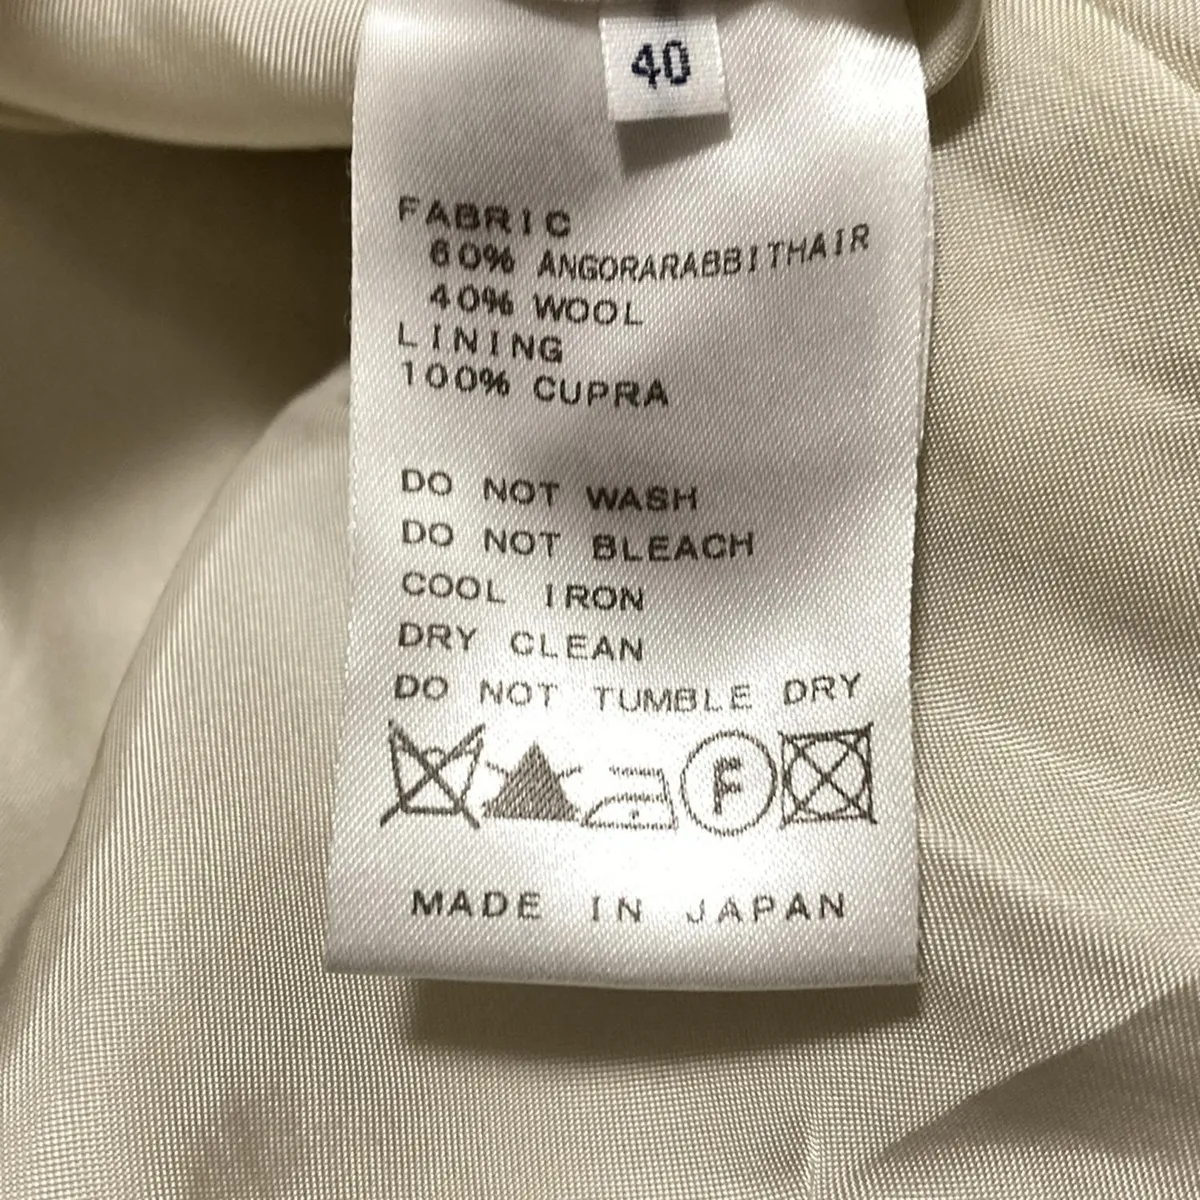 40
FABRIC
60% ANGORARABBITHAIR
40% WOOL
LINING
100% CUPRA
DO NOT WASH
DO NOT BLEACH
COOL IRON
DRY CLEAN
DO NOT TUMBLE DRY
F
MADE IN JAPAN